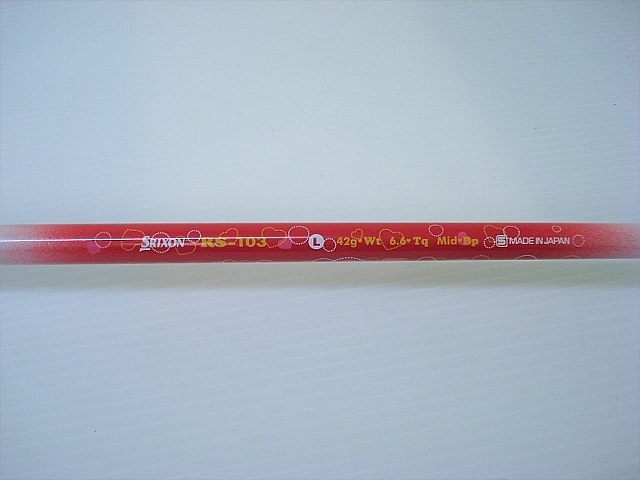 SRIXON RS-103 L 42g♥Wt 6.6♥Tq Mid♥Bp S MADE IN JAPAN